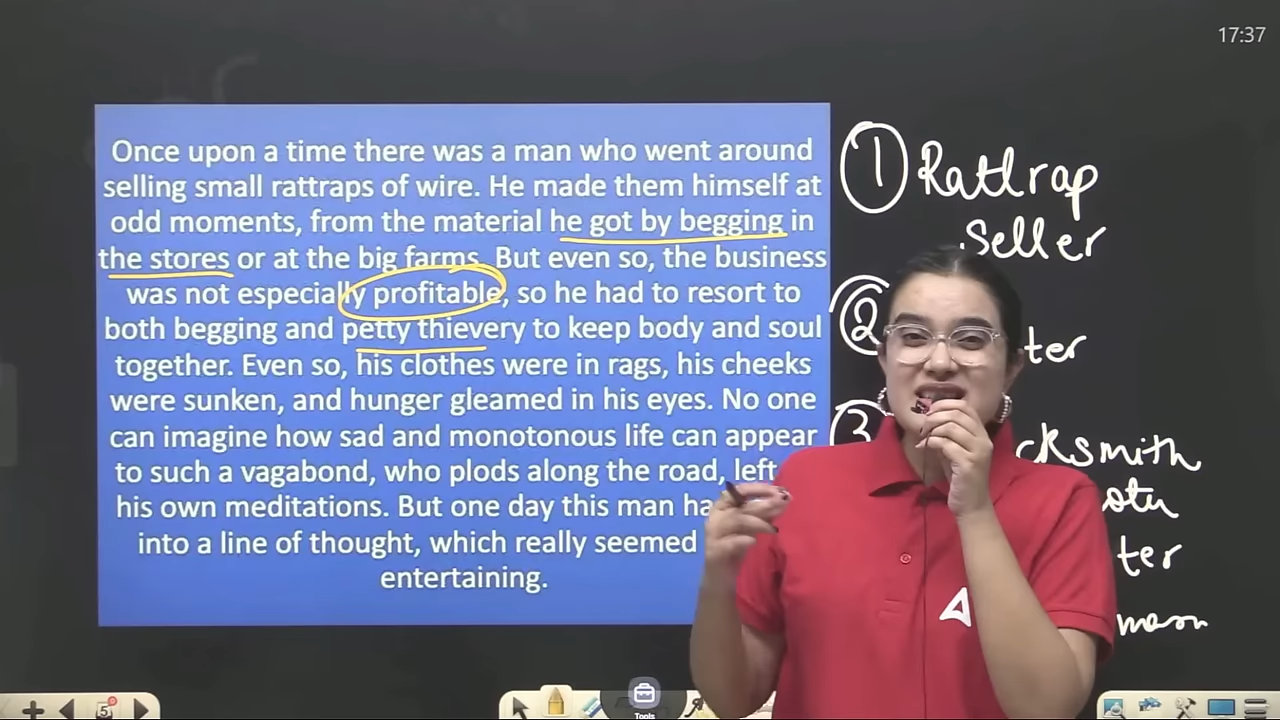 17:37
Once upon a time there was a man who went around
selling small rattraps of wire. He made them himself at
odd moments, from the material he got by begging in
the stores or at the big farms. But even so, the business
was not especially profitable, so he had to resort to
both begging and petty thievery to keep body and soul
together. Even so, his clothes were in rags, his cheeks
were sunken, and hunger gleamed in his eyes. No one
can imagine how sad and monotonous life can appear
to such a vagabond, who plods along the road, left
his own meditations. But one day this man ha
into a line of thought, which really seemed
entertaining.
① Rattrap
Seller
②
ter
③
cksmith
ter
5
Tools